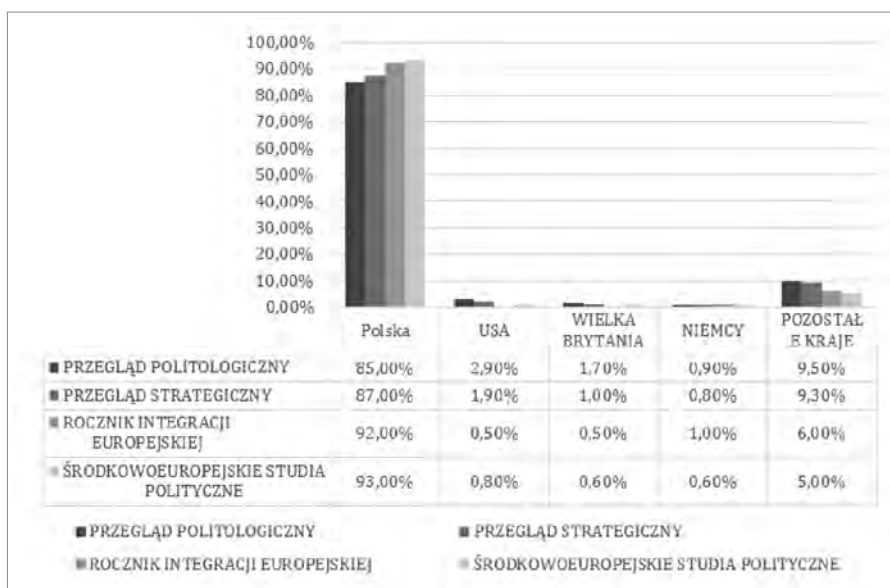 100,00%
90,00%
80,00%
70,00%
60,00%
50,00%
40,00%
30,00%
20,00%
10,00%
0,00%
Polska USA WIELKA BRYTANIA NIEMCY POZOSTAŁ E KRAJE
PRZEGLĄD POLITOLOGICZNY 85,00% 2,90% 1,70% 0,90% 9,50%
PRZEGLĄD STRATEGICZNY 87,00% 1,90% 1,00% 0,80% 9,30%
ROCZNIK INTEGRACJI
EUROPEJSKIEJ 92,00% 0,50% 0,50% 1,00% 6,00%
ŚRODKOWOEUROPEJSKIE STUDIA
POLITYCZNE 93,00% 0,80% 0,60% 0,60% 5,00%
PRZEGLĄD POLITOLOGICZNY PRZEGLĄD STRATEGICZNY
ROCZNIK INTEGRACJI EUROPEJSKIEJ ŚRODKOWOEUROPEJSKIE STUDIA POLITYCZNE